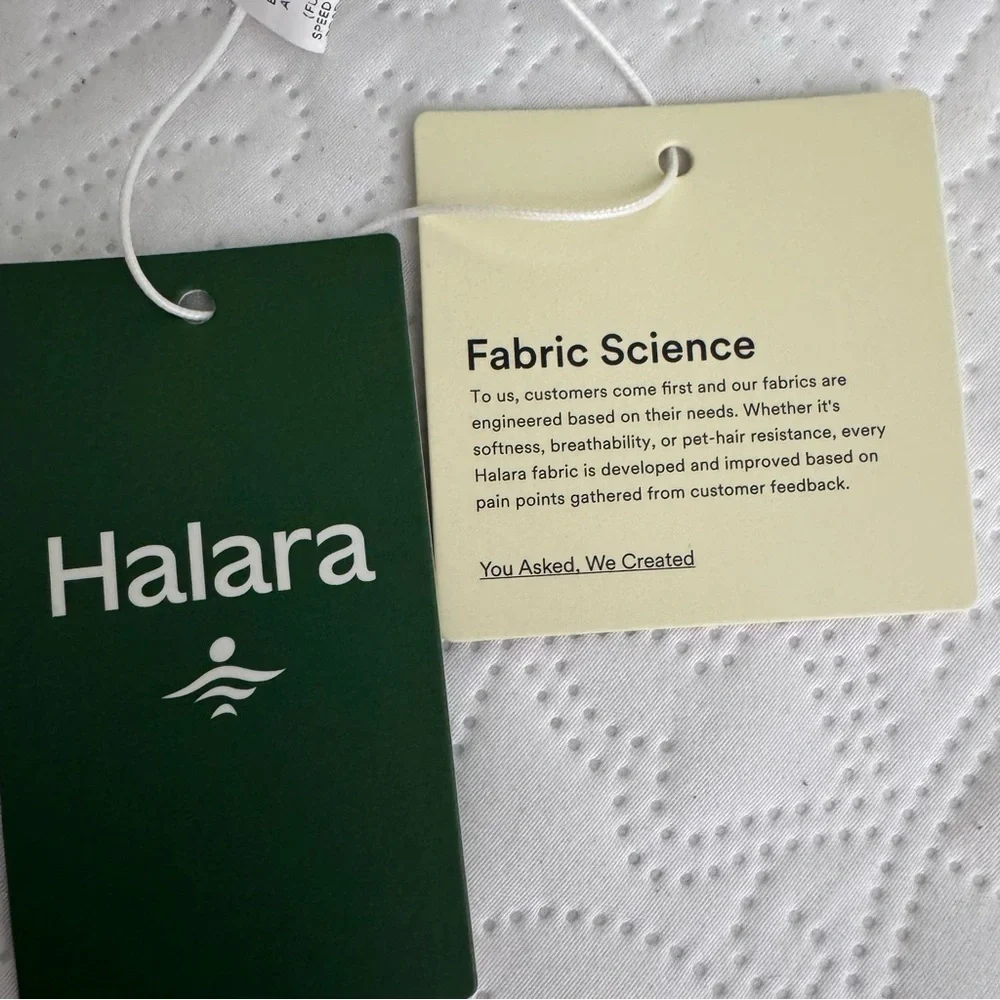 SPEED
Halara
Fabric Science
To us, customers come first and our fabrics are
engineered based on their needs. Whether it's
softness, breathability, or pet-hair resistance, every
Halara fabric is developed and improved based on
pain points gathered from customer feedback.
You Asked, We Created